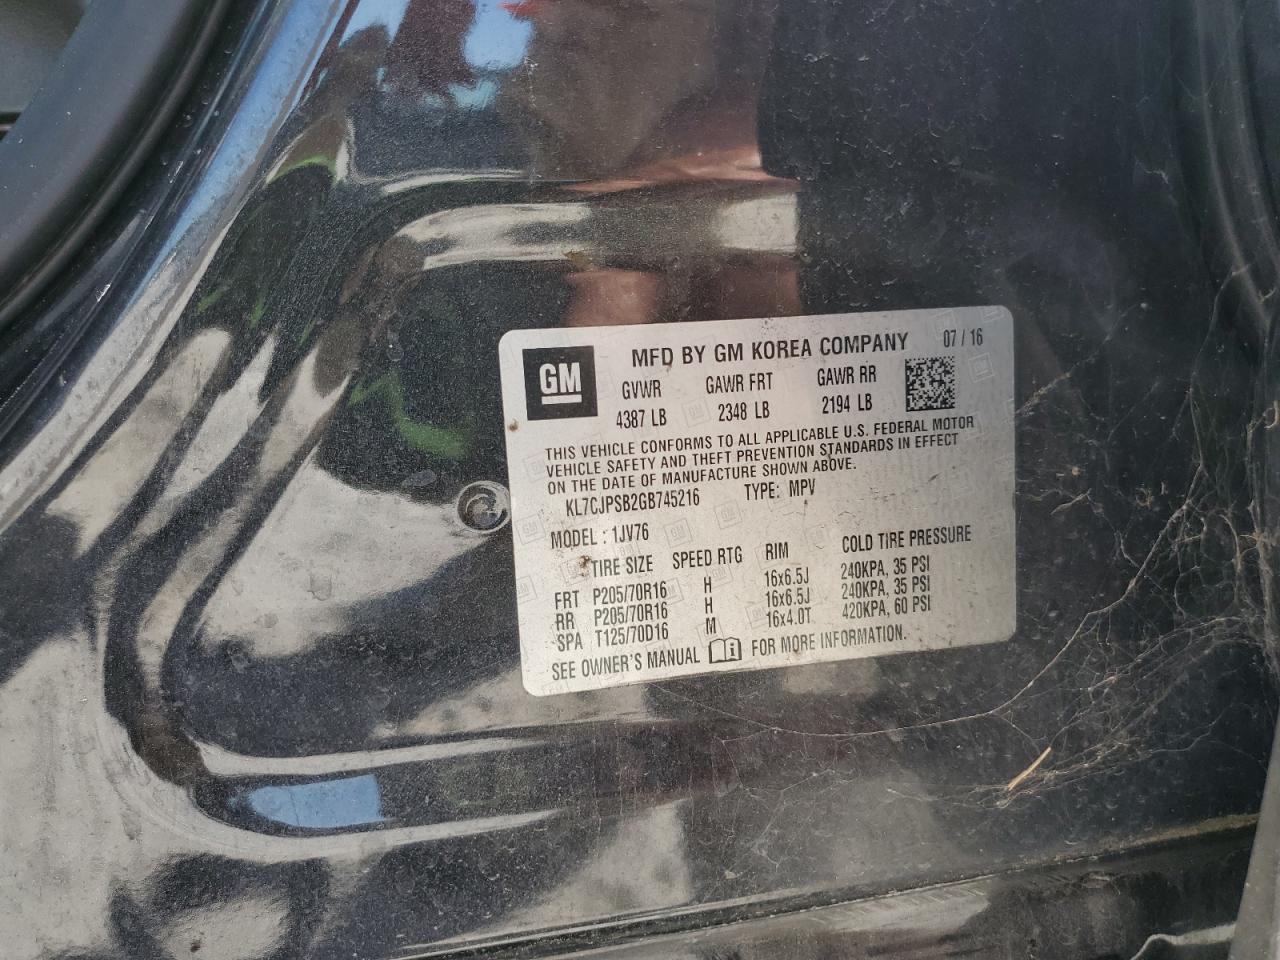 GM
MFD BY GM KOREA COMPANY 07 / 16
GVWR GAWR FRT GAWR RR
4387 LB 2348 LB 2194 LB
THIS VEHICLE CONFORMS TO ALL APPLICABLE U.S. FEDERAL MOTOR
VEHICLE SAFETY AND THEFT PREVENTION STANDARDS IN EFFECT
ON THE DATE OF MANUFACTURE SHOWN ABOVE.
KL7CJPSB2GB745216 TYPE: MPV
MODEL : 1JV76
TIRE SIZE SPEED RTG RIM COLD TIRE PRESSURE
FRT P205/70R16 H 16x6.5J 240KPA, 35 PSI
RR P205/70R16 H 16x6.5J 240KPA, 35 PSI
SPA T125/70D16 M 16x4.0T 420KPA, 60 PSI
SEE OWNER'S MANUAL FOR MORE INFORMATION.